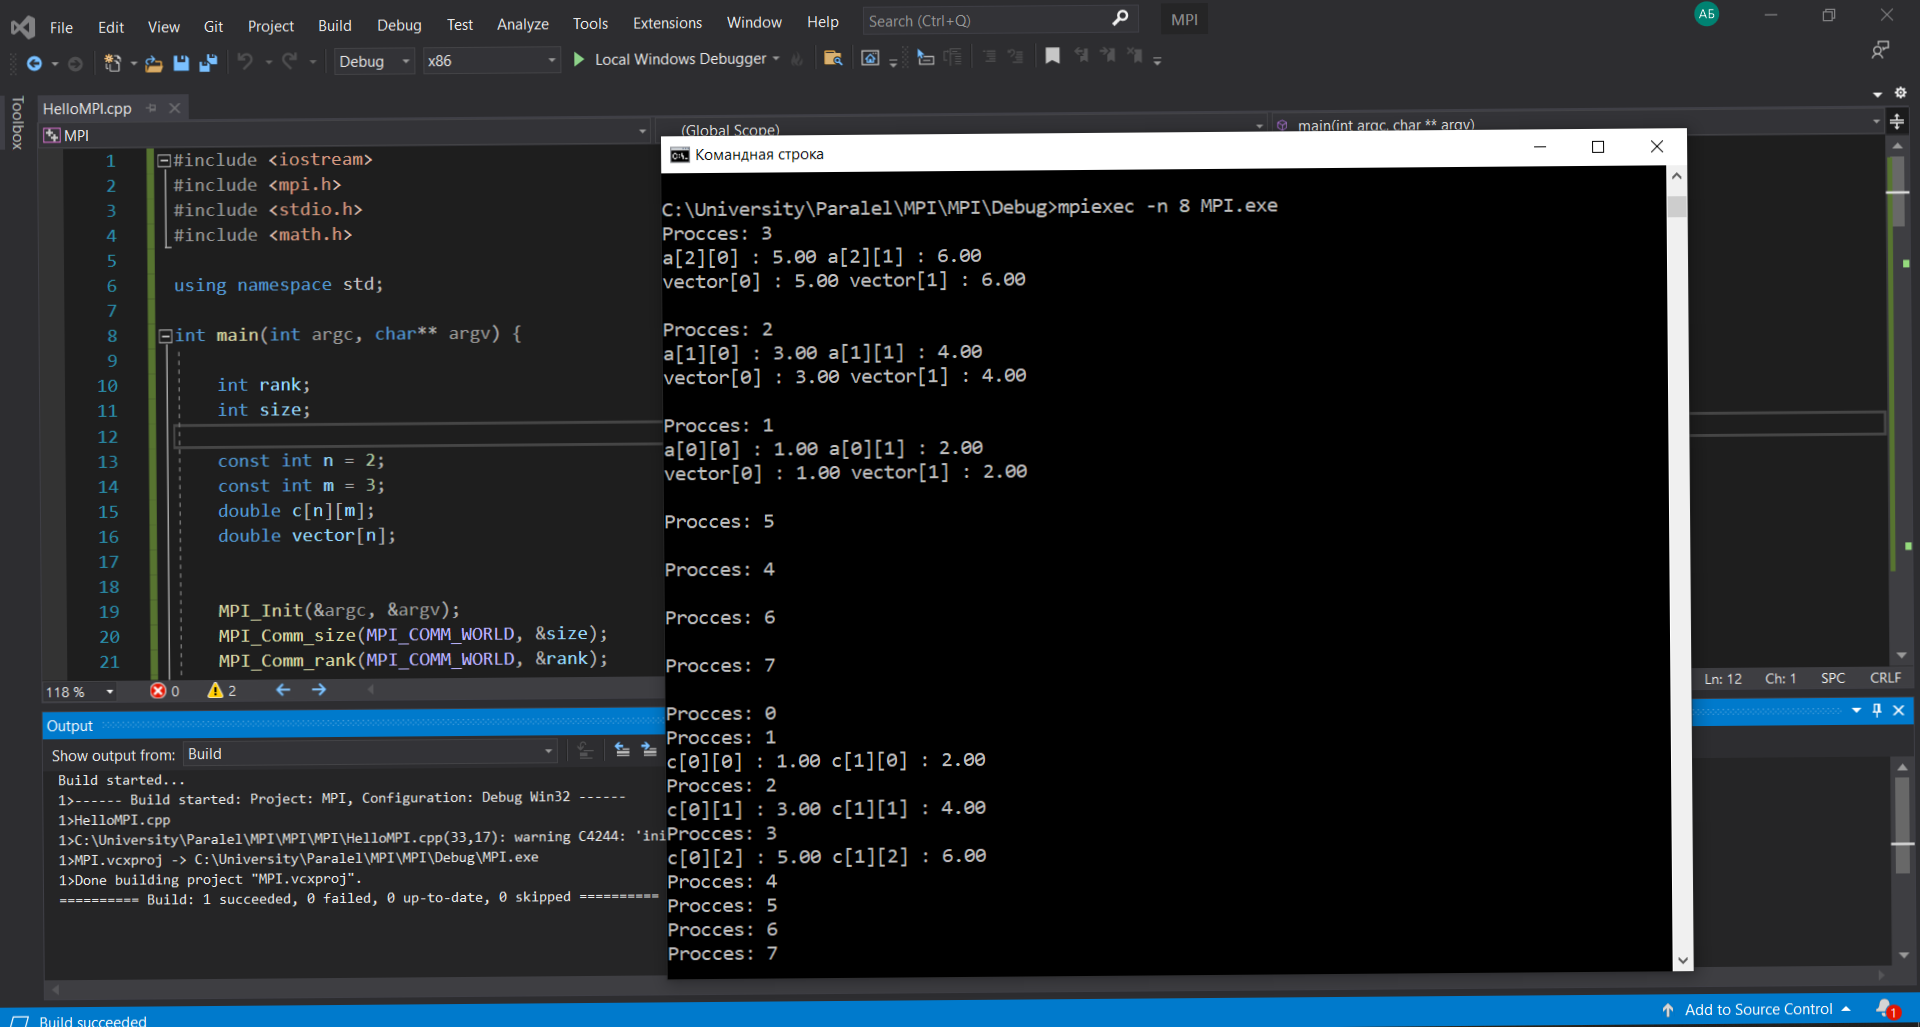 File Edit View Git Project Build Debug Test Analyze Tools Extensions Window Help Search (Ctrl+Q) MPI АБ
Debug x86 Local Windows Debugger
Toolbox
HelloMPI.cpp
MPI (Global Scope) main(int argc, char ** argv)
1 #include <iostream>
2 #include <mpi.h>
3 #include <stdio.h>
4 #include <math.h>
5
6 using namespace std;
7
8 int main(int argc, char** argv) {
9
10 int rank;
11 int size;
12
13 const int n = 2;
14 const int m = 3;
15 double c[n][m];
16 double vector[n];
17
18
19 MPI_Init(&argc, &argv);
20 MPI_Comm_size(MPI_COMM_WORLD, &size);
21 MPI_Comm_rank(MPI_COMM_WORLD, &rank);
118 % 0 2 Ln: 12 Ch: 1 SPC CRLF
Командная строка
C:\University\Paralel\MPI\MPI\Debug>mpiexec -n 8 MPI.exe
Procces: 3
a[2][0] : 5.00 a[2][1] : 6.00
vector[0] : 5.00 vector[1] : 6.00
Procces: 2
a[1][0] : 3.00 a[1][1] : 4.00
vector[0] : 3.00 vector[1] : 4.00
Procces: 1
a[0][0] : 1.00 a[0][1] : 2.00
vector[0] : 1.00 vector[1] : 2.00
Procces: 5
Procces: 4
Procces: 6
Procces: 7
Procces: 0
Procces: 1
c[0][0] : 1.00 c[1][0] : 2.00
Procces: 2
c[0][1] : 3.00 c[1][1] : 4.00
Procces: 3
c[0][2] : 5.00 c[1][2] : 6.00
Procces: 4
Procces: 5
Procces: 6
Procces: 7
Output
Show output from: Build
Build started...
1>------ Build started: Project: MPI, Configuration: Debug Win32 ------
1>HelloMPI.cpp
1>C:\University\Paralel\MPI\MPI\MPI\HelloMPI.cpp(33,17): warning C4244: 'ini
1>MPI.vcxproj -> C:\University\Paralel\MPI\MPI\Debug\MPI.exe
1>Done building project "MPI.vcxproj".
========== Build: 1 succeeded, 0 failed, 0 up-to-date, 0 skipped ==========
Build succeeded Add to Source Control 1